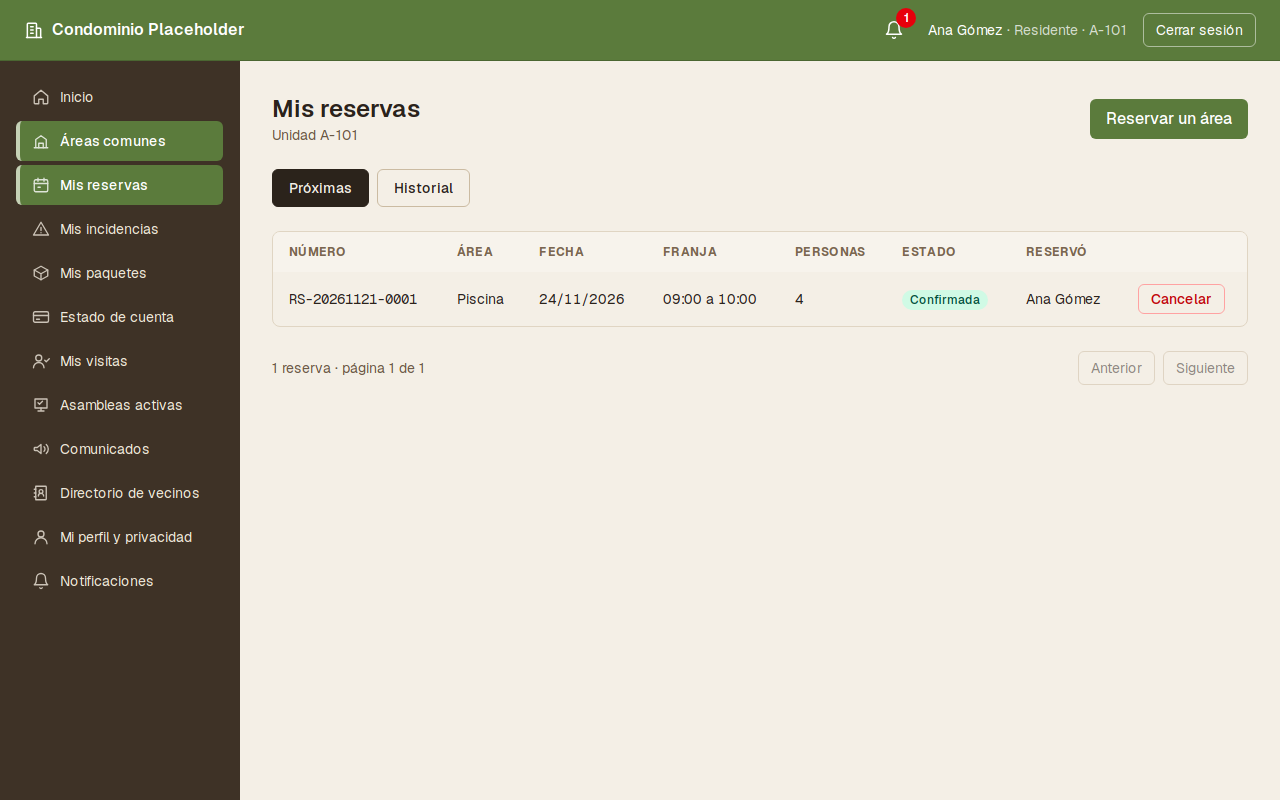 Condominio Placeholder
1
Ana Gómez · Residente · A-101
Cerrar sesión
Inicio
Áreas comunes
Mis reservas
Mis incidencias
Mis paquetes
Estado de cuenta
Mis visitas
Asambleas activas
Comunicados
Directorio de vecinos
Mi perfil y privacidad
Notificaciones
Mis reservas
Unidad A-101
Reservar un área
Próximas
Historial
NÚMERO ÁREA FECHA FRANJA PERSONAS ESTADO RESERVÓ
RS-20261121-0001 Piscina 24/11/2026 09:00 a 10:00 4 Confirmada Ana Gómez Cancelar
1 reserva · página 1 de 1
Anterior
Siguiente